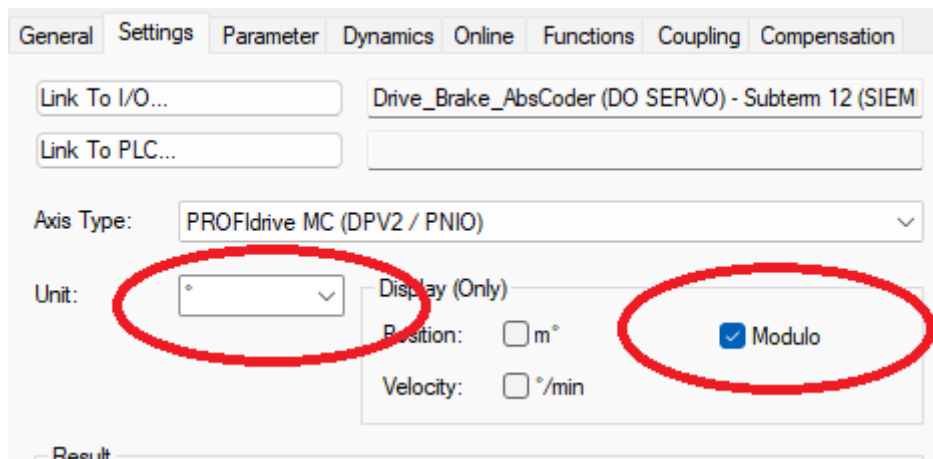 General Settings Parameter Dynamics Online Functions Coupling Compensation
Link To I/O... Drive_Brake_AbsCoder (DO SERVO) - Subterm 12 (SIEM
Link To PLC...
Axis Type: PROFIdrive MC (DPV2 / PNIO)
Unit: ° Display (Only)
Position: m° Modulo
Velocity: °/min
Result